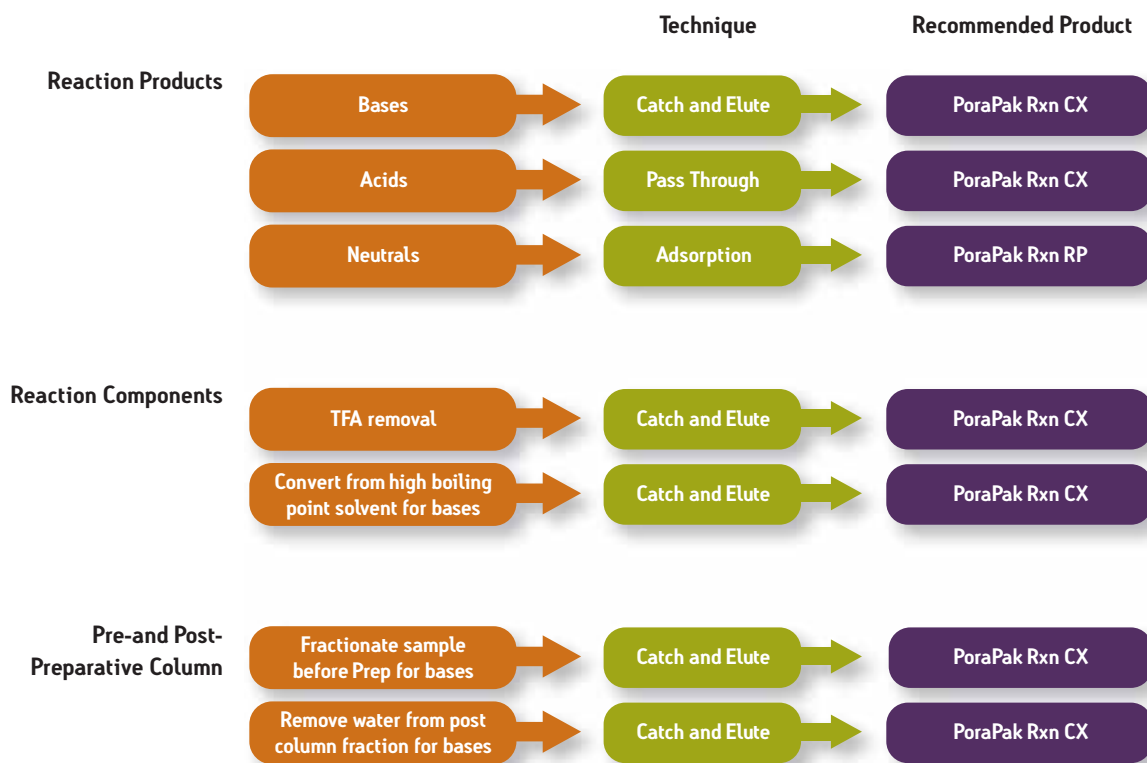 Technique
Recommended Product
Reaction Products
Bases
Catch and Elute
PoraPak Rxn CX
Acids
Pass Through
PoraPak Rxn CX
Neutrals
Adsorption
PoraPak Rxn RP
Reaction Components
TFA removal
Catch and Elute
PoraPak Rxn CX
Convert from high boiling
point solvent for bases
Catch and Elute
PoraPak Rxn CX
Pre-and Post-
Preparative Column
Fractionate sample
before Prep for bases
Catch and Elute
PoraPak Rxn CX
Remove water from post
column fraction for bases
Catch and Elute
PoraPak Rxn CX